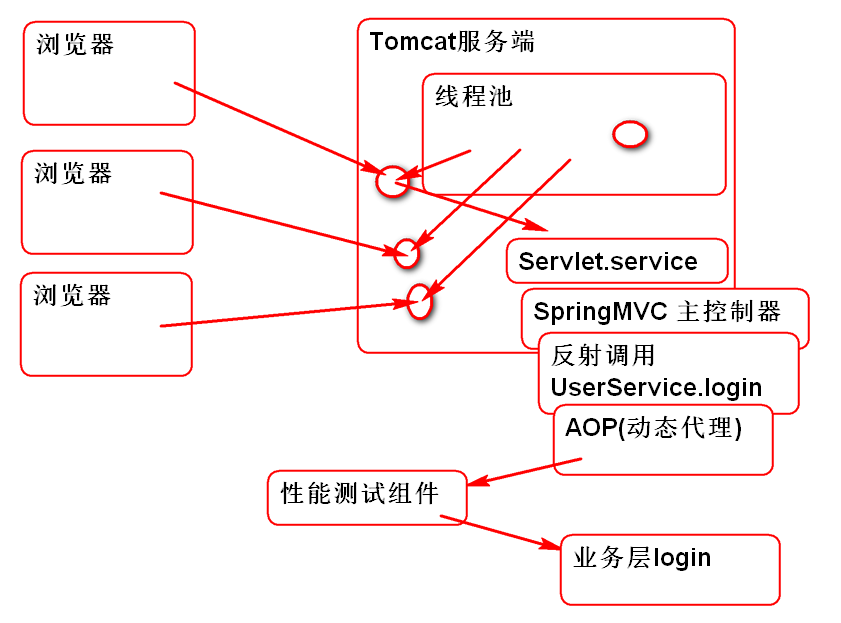 浏览器
浏览器
浏览器
Tomcat服务端
线程池
Servlet.service
SpringMVC 主控制器
反射调用
UserService.login
AOP(动态代理)
性能测试组件
业务层login